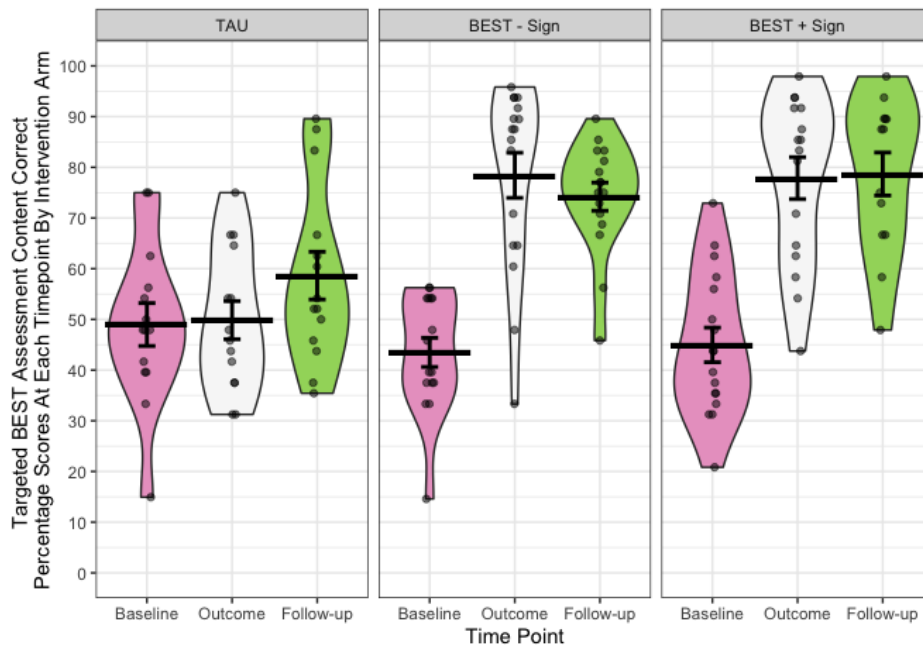 TAU
BEST - Sign
BEST + Sign
Targeted BEST Assessment Content Correct
Percentage Scores At Each Timepoint By Intervention Arm
100
90
80
70
60
50
40
30
20
10
0
Baseline Outcome Follow-up
Baseline Outcome Follow-up
Baseline Outcome Follow-up
Time Point